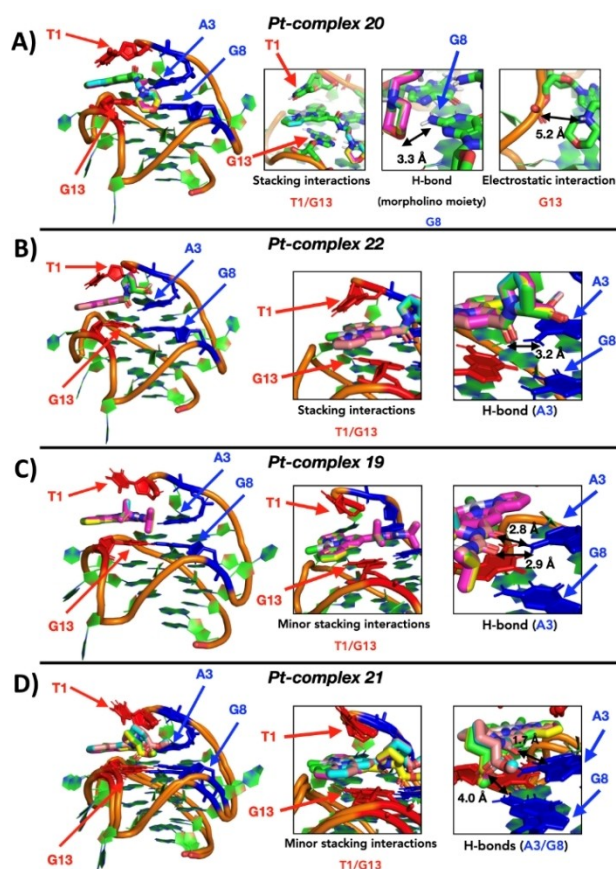 A)
Pt-complex 20
T1
A3
G8
G13
T1
G13
G8
3.3 Å
5.2 Å
Stacking interactions
T1/G13
H-bond
(morpholino moiety)
G8
Electrostatic interaction
G13
B)
Pt-complex 22
T1
A3
G8
G13
T1
G13
A3
G8
3.2 Å
Stacking interactions
T1/G13
H-bond (A3)
C)
Pt-complex 19
T1
A3
G8
G13
T1
G13
A3
2.8 Å
2.9 Å
G8
Minor stacking interactions
T1/G13
H-bond (A3)
D)
Pt-complex 21
T1
A3
G8
G13
T1
G13
A3
1.7 Å
G8
4.0 Å
Minor stacking interactions
T1/G13
H-bonds (A3/G8)